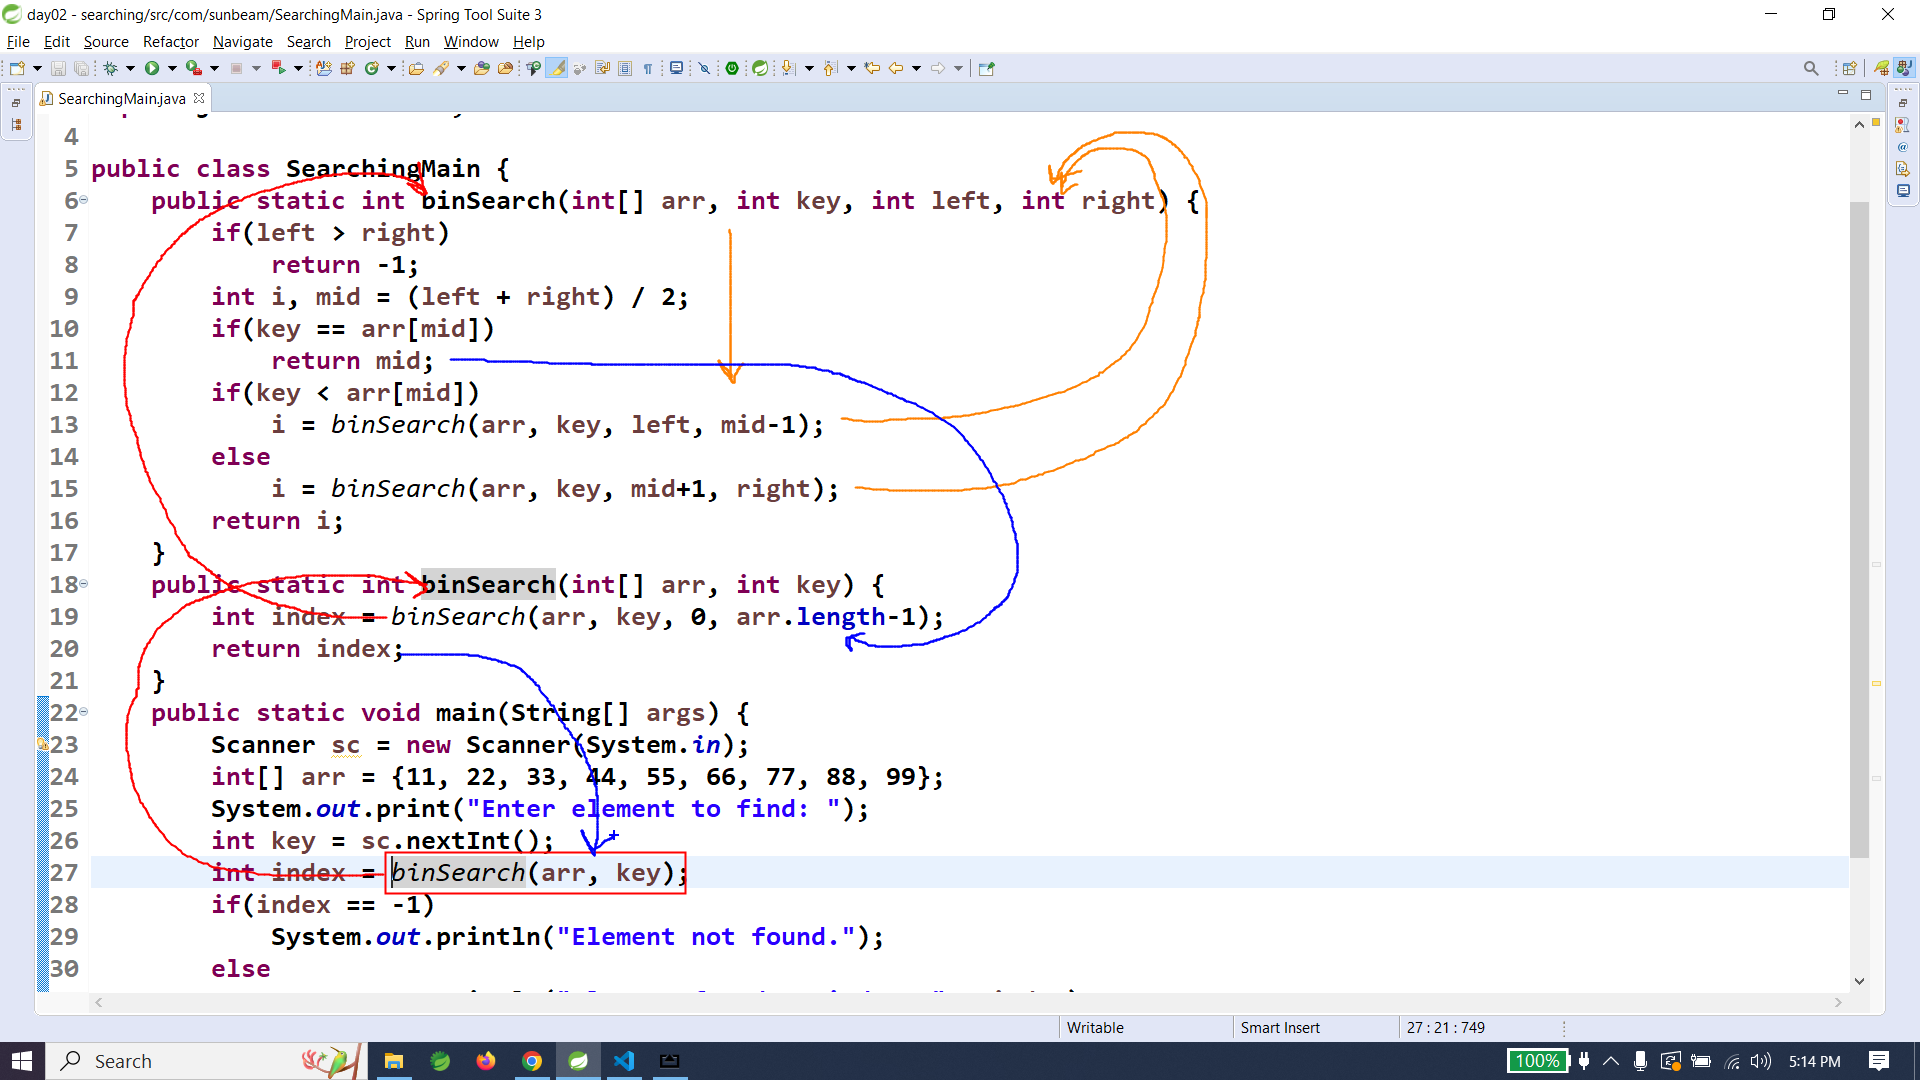 day02 - searching/src/com/sunbeam/SearchingMain.java - Spring Tool Suite 3
File Edit Source Refactor Navigate Search Project Run Window Help
SearchingMain.java
4
5 public class SearchingMain {
6 public static int binSearch(int[] arr, int key, int left, int right) {
7 if(left > right)
8 return -1;
9 int i, mid = (left + right) / 2;
10 if(key == arr[mid])
11 return mid;
12 if(key < arr[mid])
13 i = binSearch(arr, key, left, mid-1);
14 else
15 i = binSearch(arr, key, mid+1, right);
16 return i;
17 }
18 public static int binSearch(int[] arr, int key) {
19 int index = binSearch(arr, key, 0, arr.length-1);
20 return index;
21 }
22 public static void main(String[] args) {
23 Scanner sc = new Scanner(System.in);
24 int[] arr = {11, 22, 33, 44, 55, 66, 77, 88, 99};
25 System.out.print("Enter element to find: ");
26 int key = sc.nextInt();
27 int index = binSearch(arr, key);
28 if(index == -1)
29 System.out.println("Element not found.");
30 else
Writable Smart Insert 27 : 21 : 749
Search 100% 5:14 PM